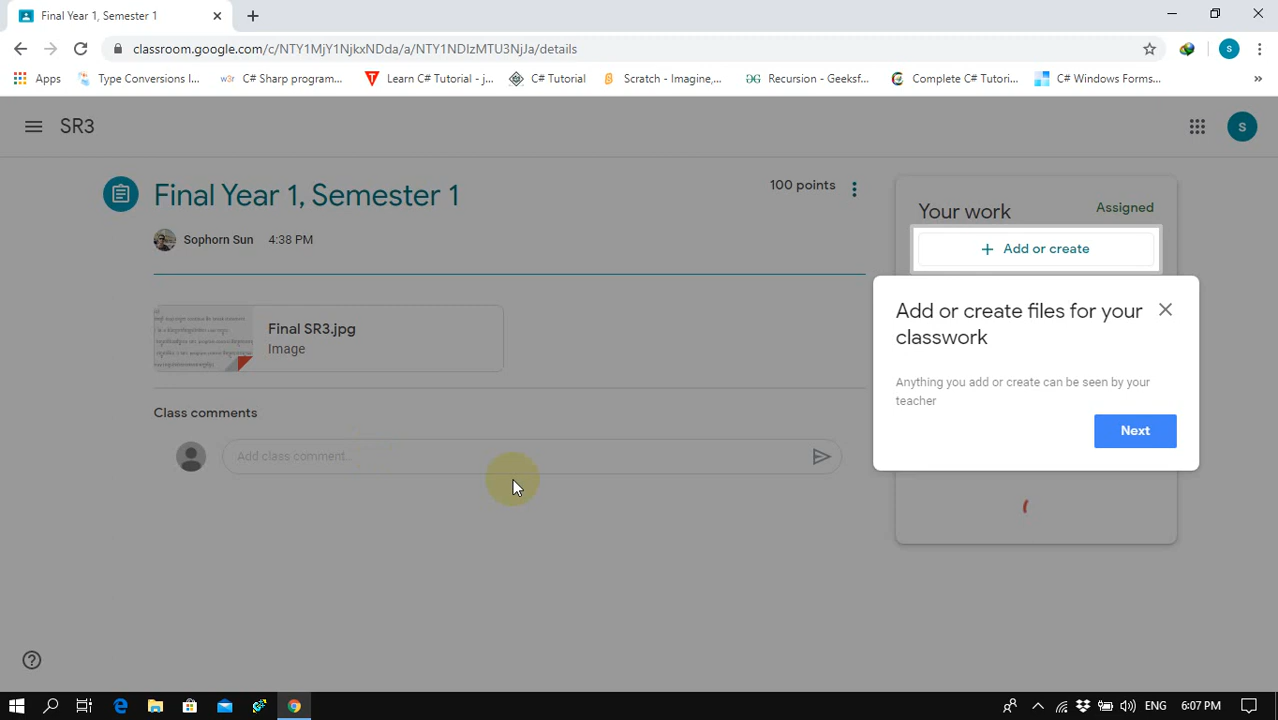 Final Year 1, Semester 1
classroom.google.com/c/NTY1MjY1NjkxNDda/a/NTY1NDIzMTU3NjJa/details
s
Apps
Type Conversions I...
w3r
C# Sharp program...
Learn C# Tutorial - j...
C# Tutorial
Scratch - Imagine,...
Recursion - Geeksf...
Complete C# Tutori...
C# Windows Forms...
SR3
s
Final Year 1, Semester 1
100 points
Sophorn Sun
4:38 PM
Final SR3.jpg
Image
Class comments
Add class comment...
Your work
Assigned
Add or create
Add or create files for your
classwork
Anything you add or create can be seen by your
teacher
Next
ENG
6:07 PM